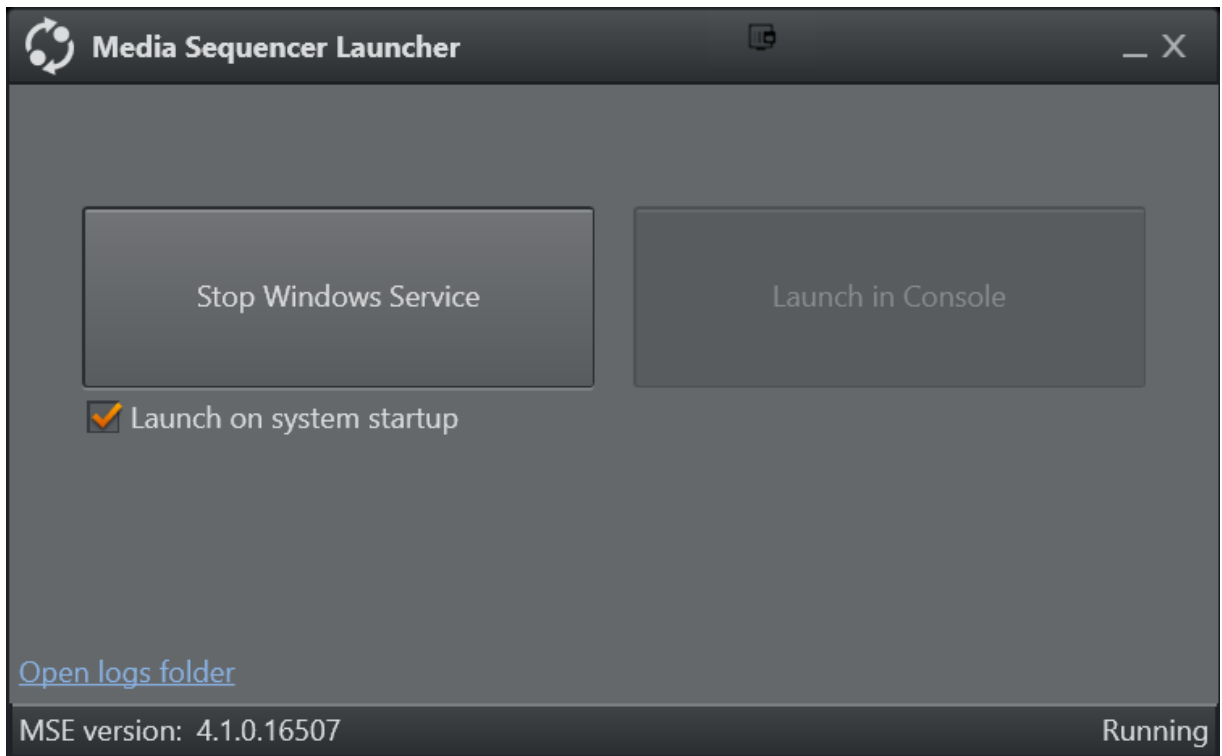 Media Sequencer Launcher
Stop Windows Service
Launch in Console
Launch on system startup
Open logs folder
MSE version: 4.1.0.16507
Running